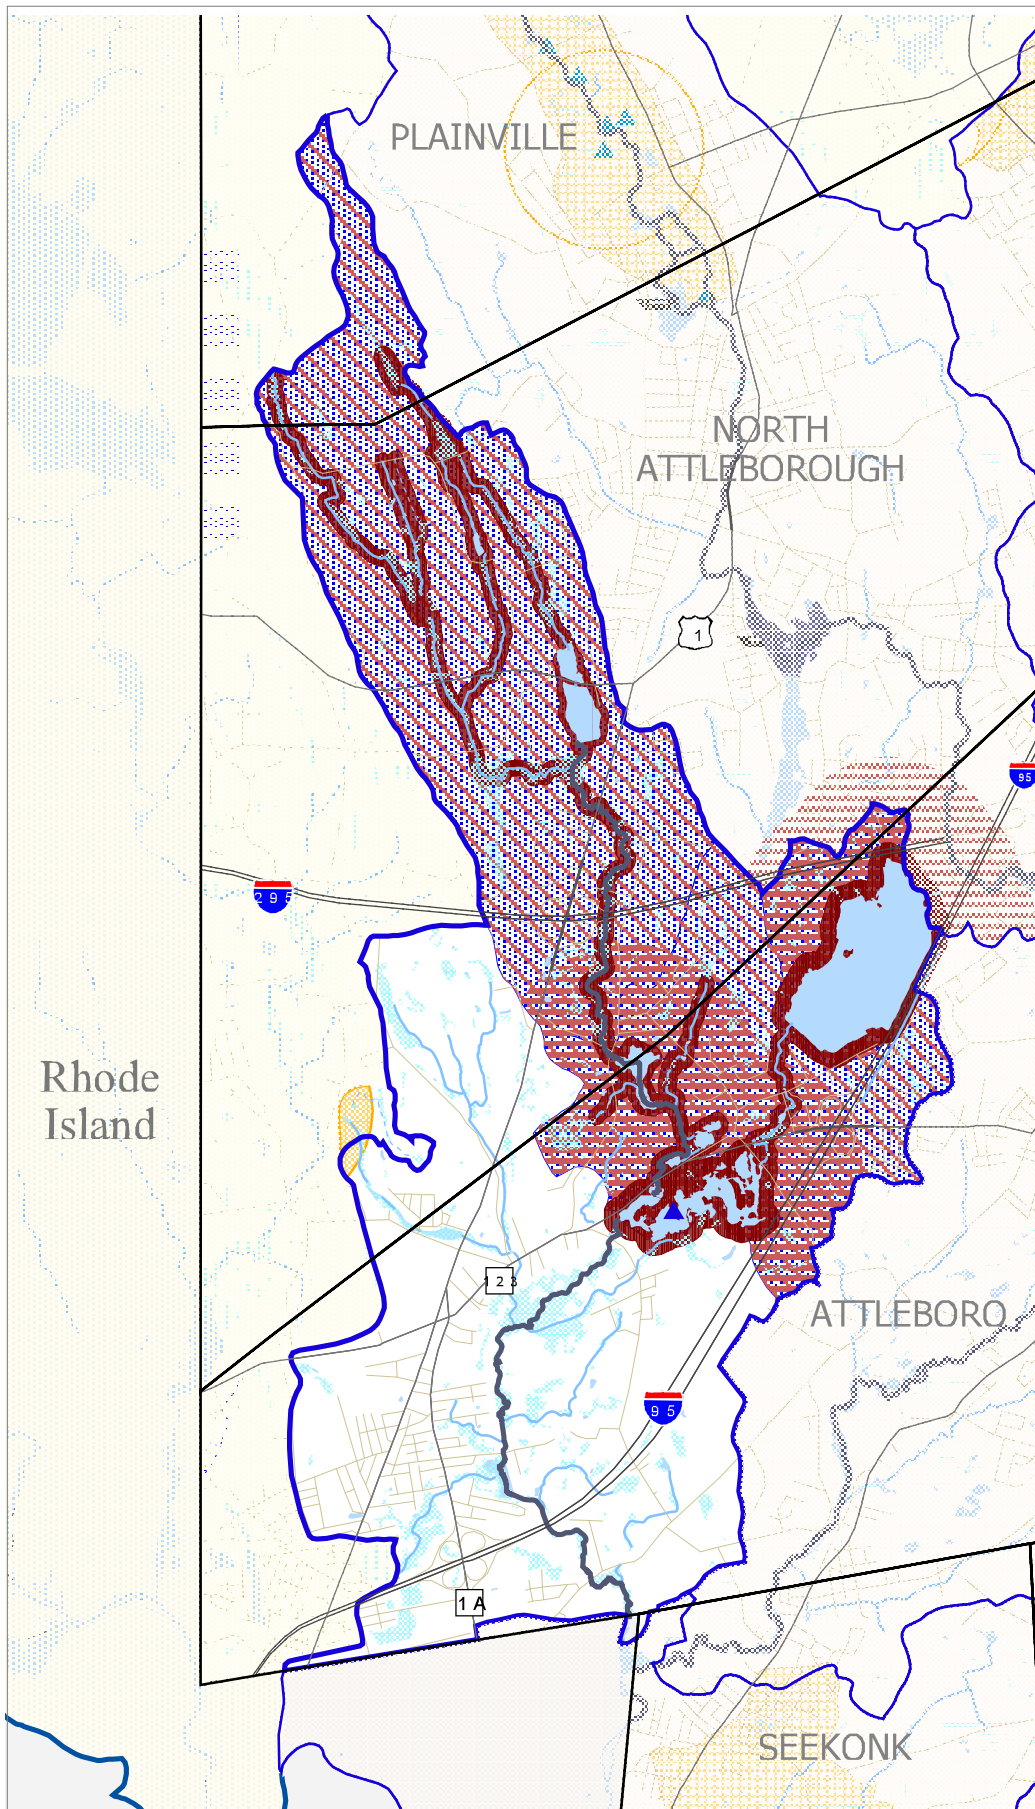 PLAINVILLE
NORTH
ATTLEBOROUGH
1
95
295
Rhode
Island
123
ATTLEBORO
95
1A
SEEKONK